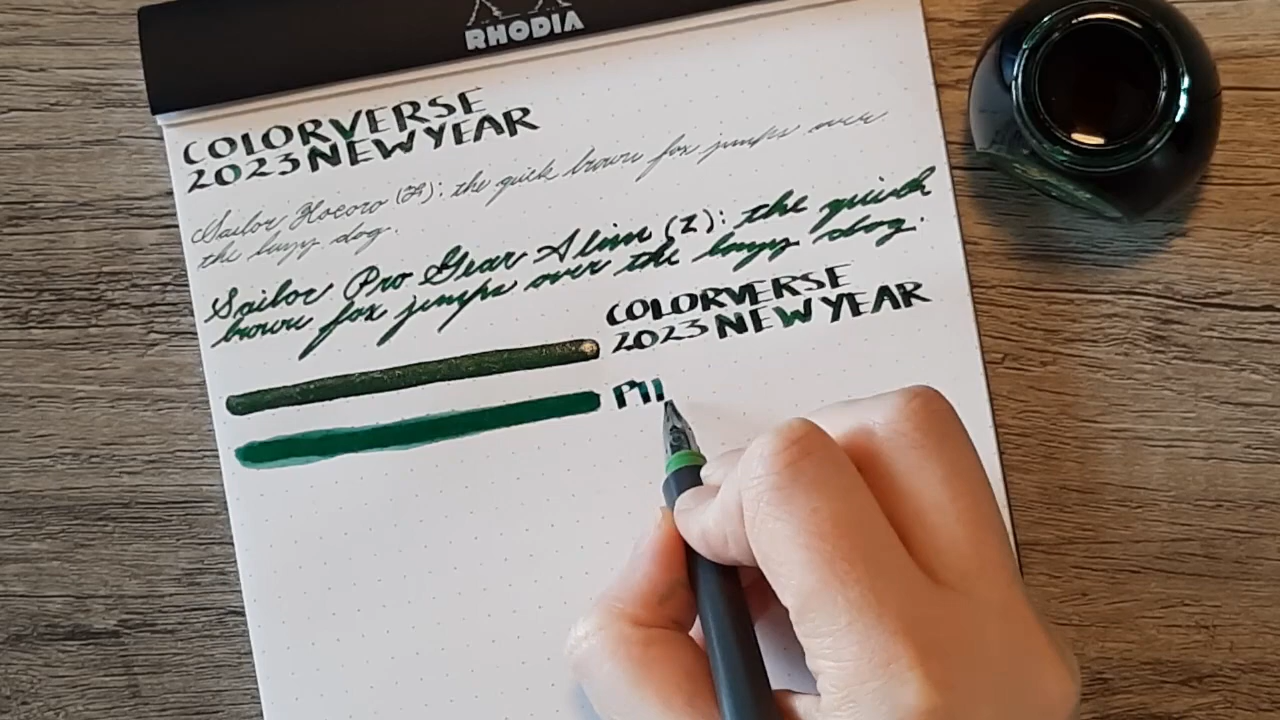 RHODIA
COLORVERSE
2023 NEW YEAR
Sailor Hocoro (F): the quick brown fox jumps over
the lazy dog.
Sailor Pro Gear Slim (Z): the quick
brown fox jumps over the lazy dog.
COLORVERSE
2023 NEW YEAR